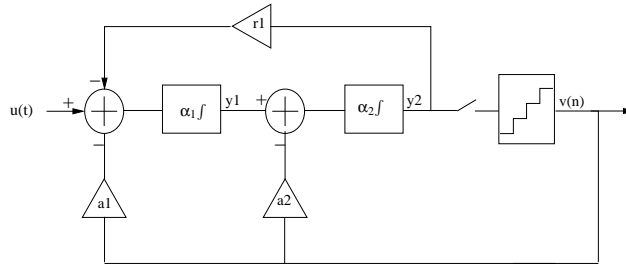 r1
u(t)
+
−
−
α1∫
y1
+
−
α2∫
y2
v(n)
a1
a2